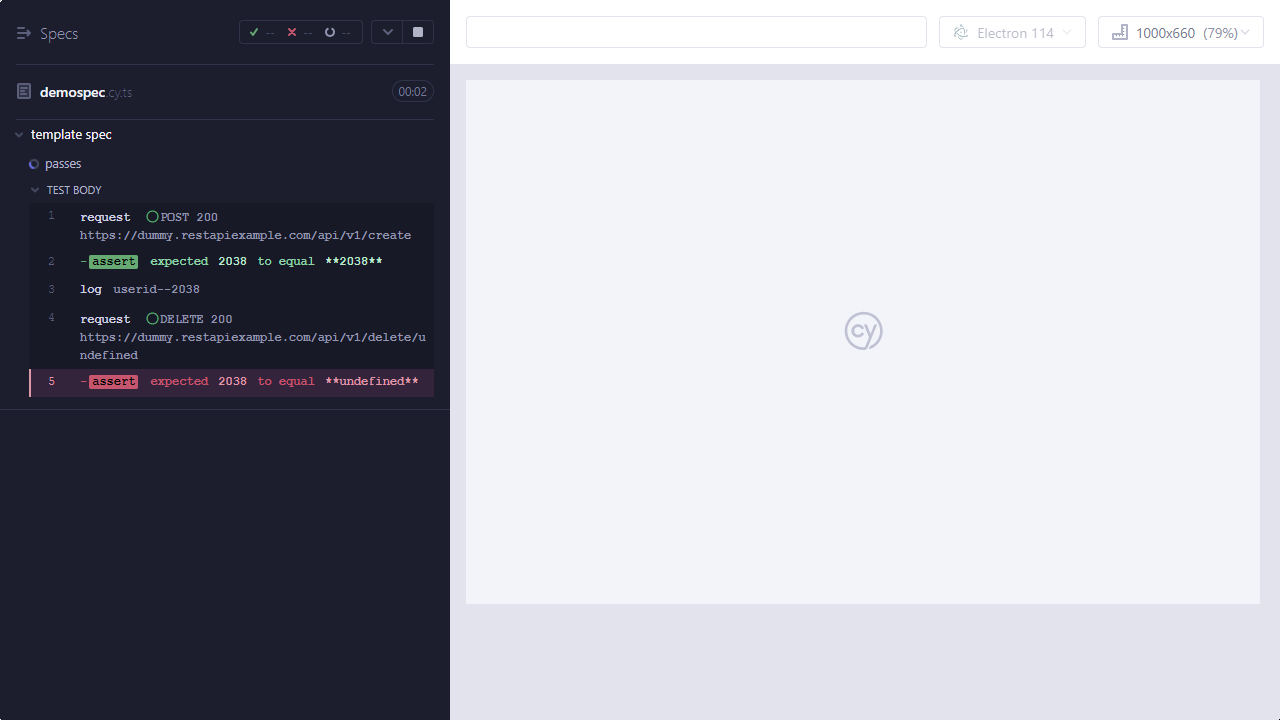 Specs
-- -- --
demospec.cy.ts
00:02
template spec
passes
TEST BODY
1 request POST 200
https://dummy.restapiexample.com/api/v1/create
2 -assert expected 2038 to equal **2038**
3 log userid--2038
4 request DELETE 200
https://dummy.restapiexample.com/api/v1/delete/u
ndefined
5 -assert expected 2038 to equal **undefined**
Electron 114
1000x660 (79%)
cy